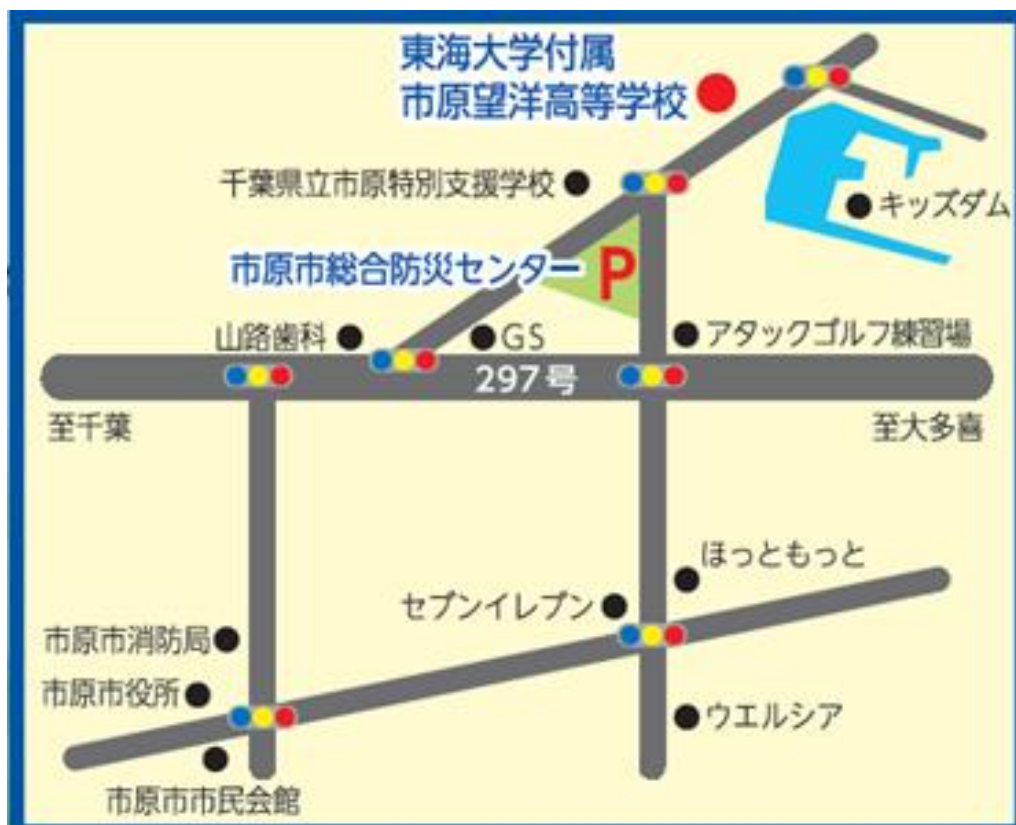 東海大学付属
市原望洋高等学校
千葉県立市原特別支援学校
キッズダム
市原市総合防災センター
P
山路歯科
GS
アタックゴルフ練習場
297号
至千葉
至大多喜
ほっともっと
セブンイレブン
市原市消防局
市原市役所
ウエルシア
市原市市民会館